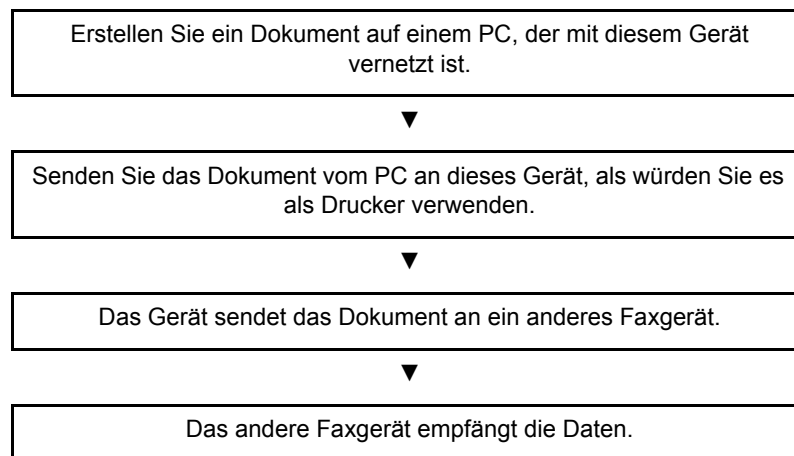 Erstellen Sie ein Dokument auf einem PC, der mit diesem Gerät
vernetzt ist.
▼
Senden Sie das Dokument vom PC an dieses Gerät, als würden Sie es
als Drucker verwenden.
▼
Das Gerät sendet das Dokument an ein anderes Faxgerät.
▼
Das andere Faxgerät empfängt die Daten.